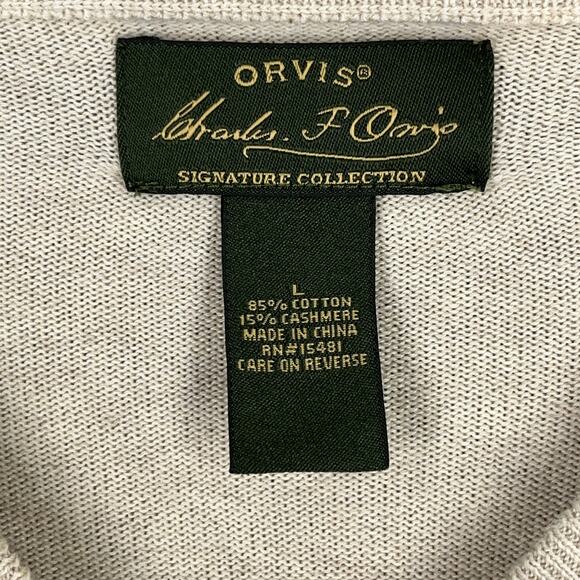 ORVIS®
Charles. F Orvis
SIGNATURE COLLECTION
L
85% COTTON
15% CASHMERE
MADE IN CHINA
RN#15481
CARE ON REVERSE